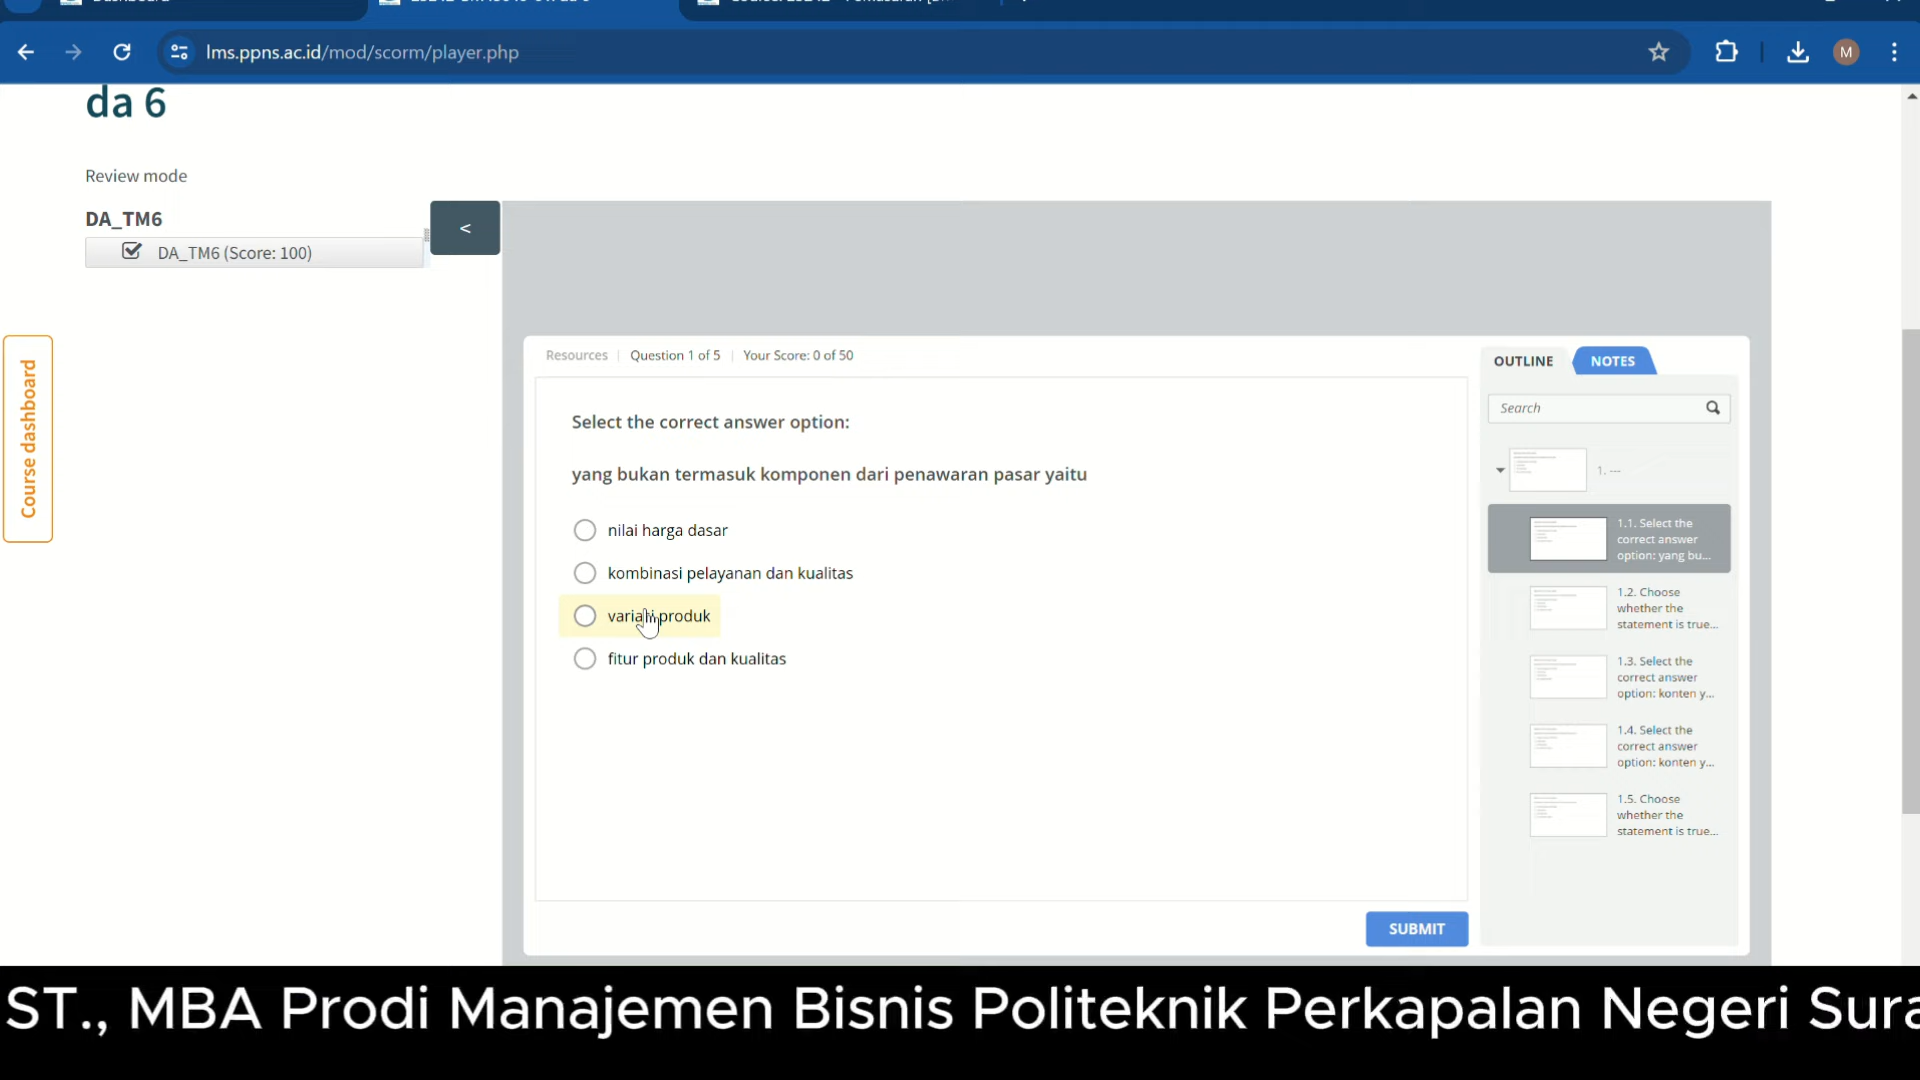 lms.ppns.ac.id/mod/scorm/player.php
M
da 6
Review mode
DA_TM6
<
DA_TM6 (Score: 100)
Course dashboard
Resources
Question 1 of 5
Your Score: 0 of 50
Select the correct answer option:
yang bukan termasuk komponen dari penawaran pasar yaitu
nilai harga dasar
kombinasi pelayanan dan kualitas
produk
fitur produk dan kualitas
SUBMIT
OUTLINE
NOTES
Search
1. ---
1.1. Select the
correct answer
option: yang bu...
1.2. Choose
whether the
statement is true...
1.3. Select the
correct answer
option: konten y...
1.4. Select the
correct answer
option: konten y...
1.5. Choose
whether the
statement is true...
ST., MBA Prodi Manajemen Bisnis Politeknik Perkapalan Negeri Sura